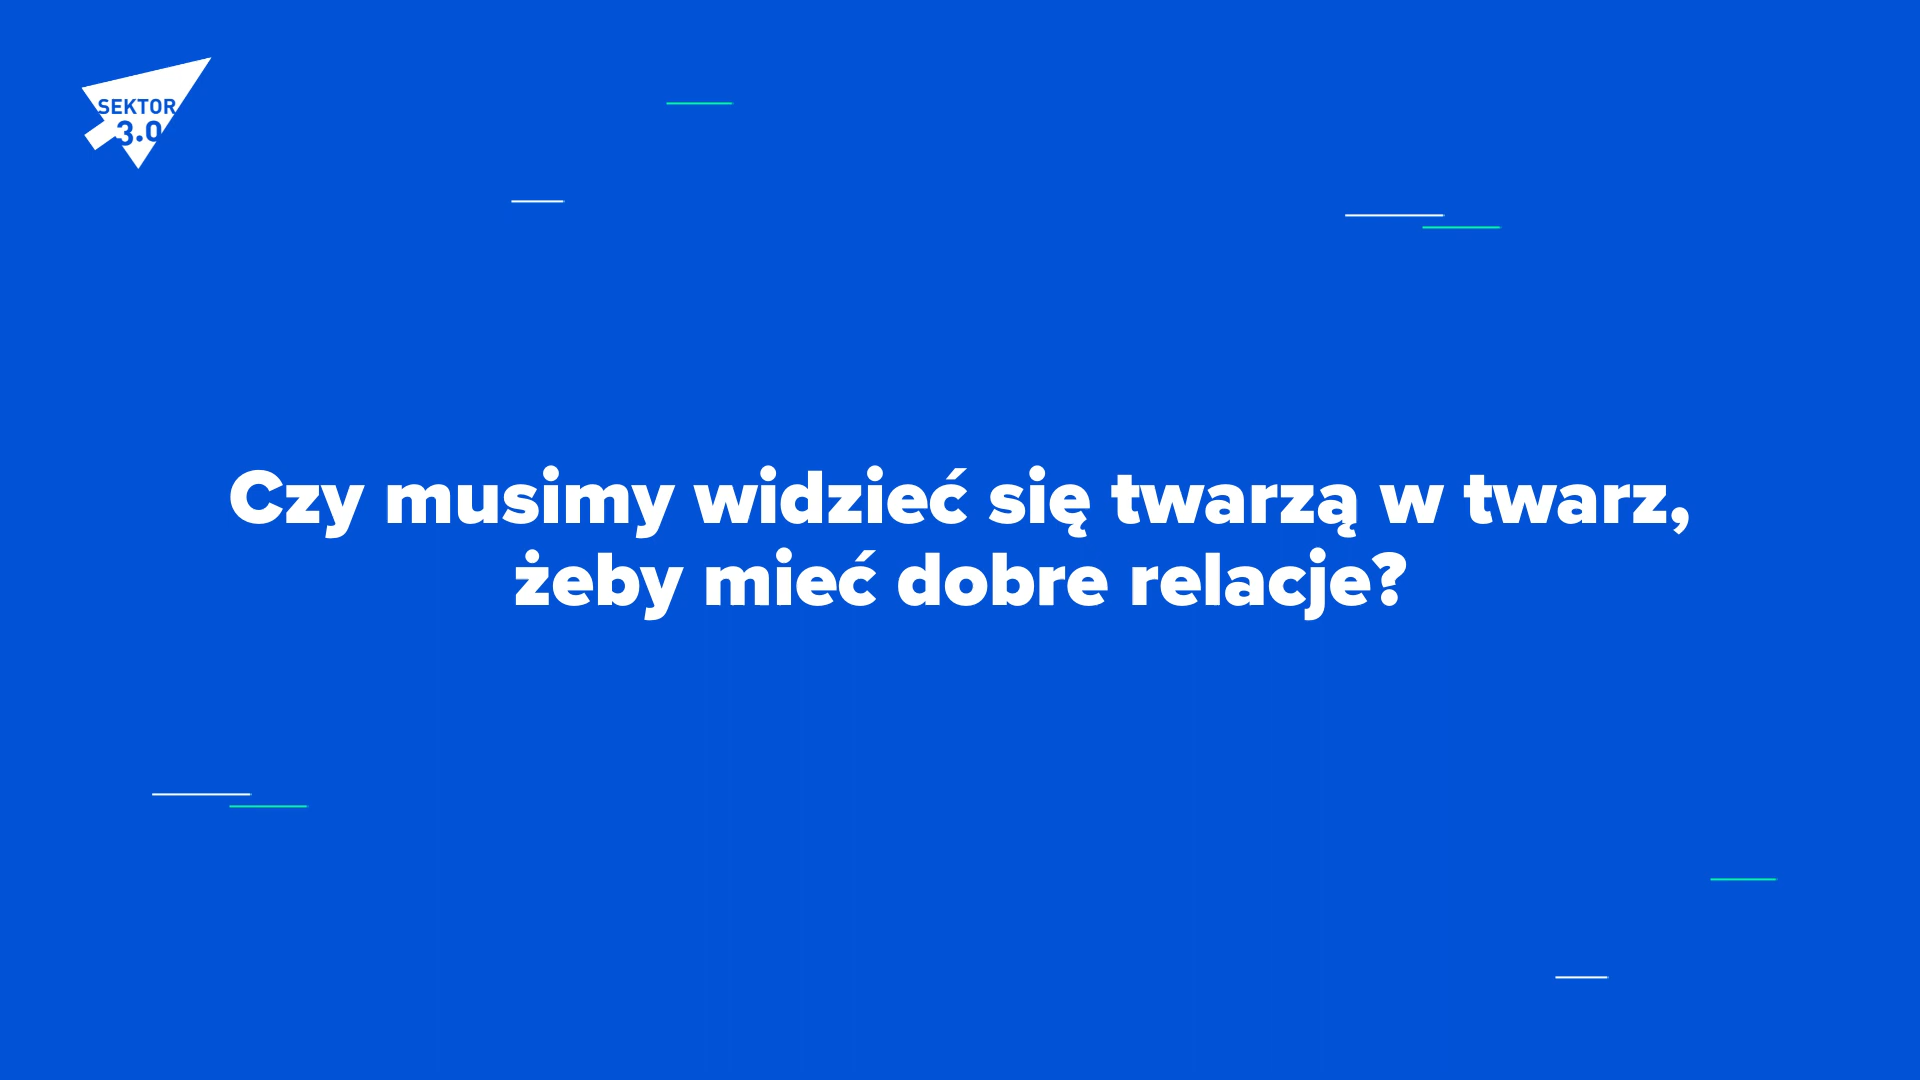 SEKTOR
3.0
Czy musimy widzieć się twarzą w twarz,
żeby mieć dobre relacje?